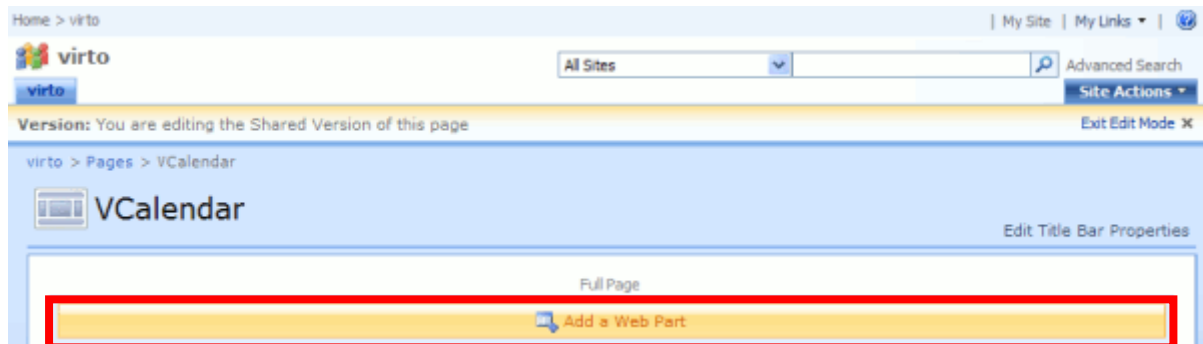 Home > virto | My Site | My Links ▾ |
virto All Sites Advanced Search
virto Site Actions ▾
Version: You are editing the Shared Version of this page Exit Edit Mode ✕
virto > Pages > VCalendar
VCalendar
Edit Title Bar Properties
Full Page
Add a Web Part